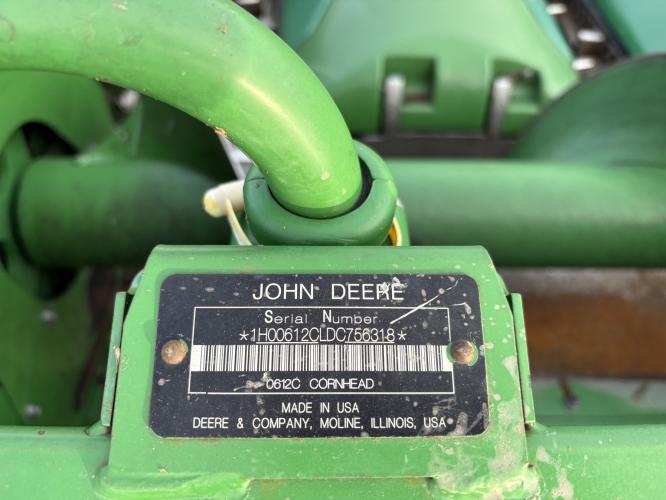 JOHN DEERE
Serial Number
*1H00612CLDC756318*
0612C CORNHEAD
MADE IN USA
DEERE & COMPANY, MOLINE, ILLINOIS, USA